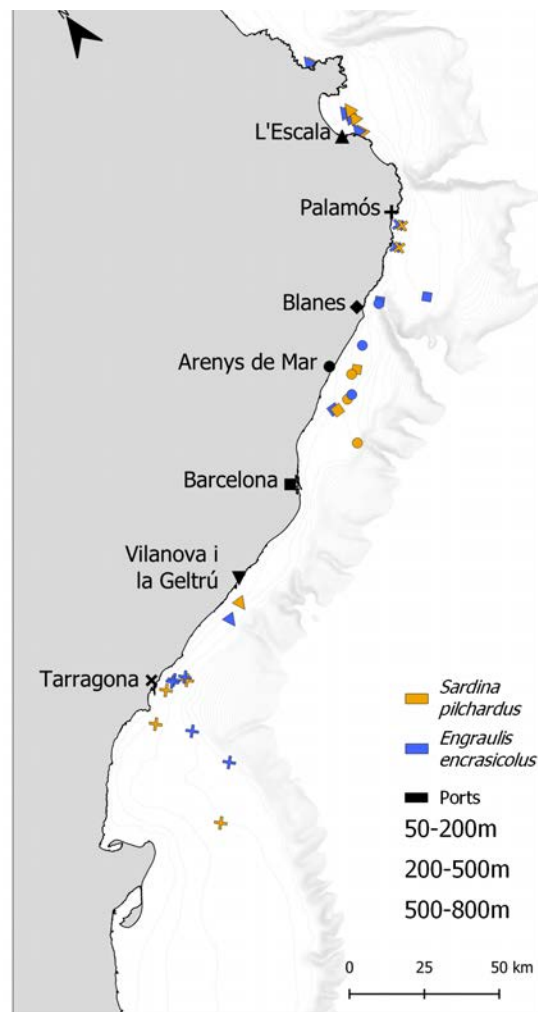 L'Escala
Palamós
Blanes
Arenys de Mar
Barcelona
Vilanova i
la Geltrú
Tarragona
Sardina
pilchardus
Engraulis
encrasicolus
Ports
50-200m
200-500m
500-800m
0 25 50 km